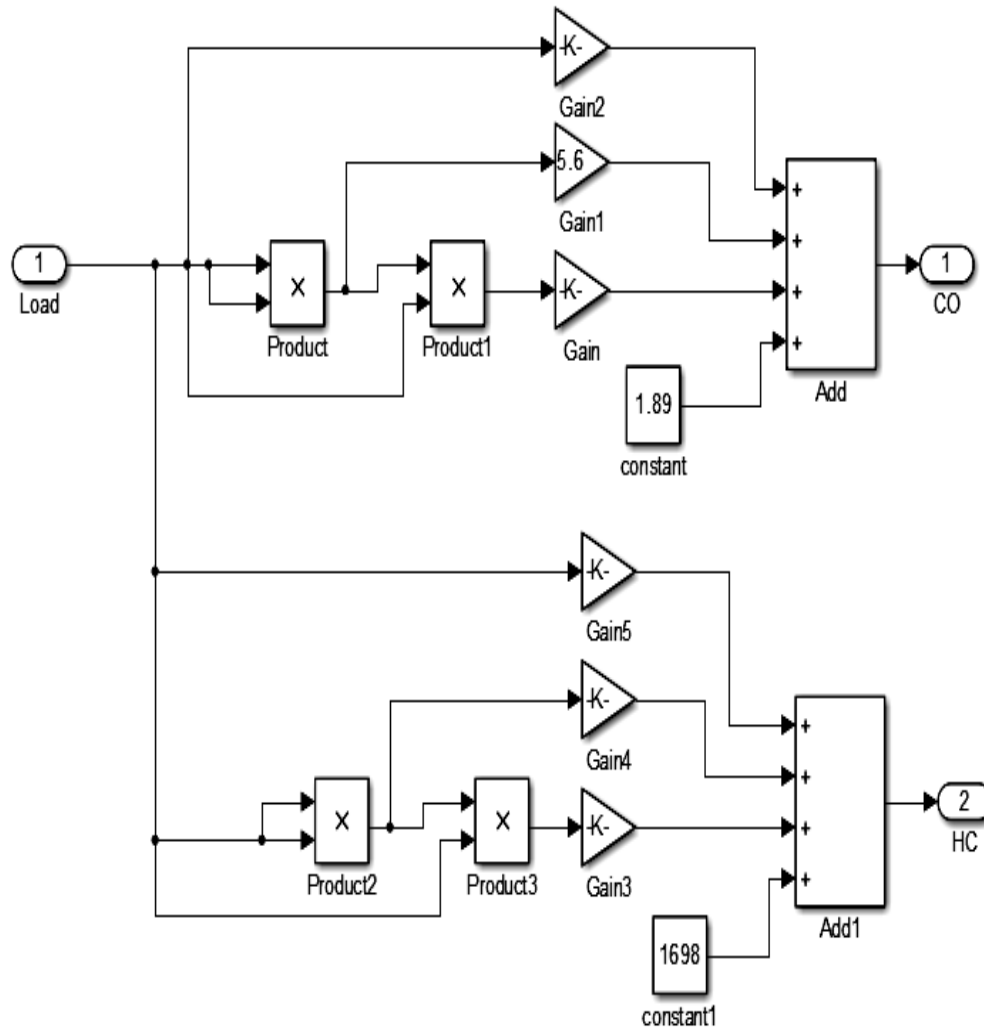 -K-
Gain2
5.6
Gain1
1
Load
X
Product
X
Product1
-K-
Gain
1.89
constant
+
+
+
+
Add
1
CO
-K-
Gain5
-K-
Gain4
X
Product2
X
Product3
-K-
Gain3
1698
constant1
+
+
+
+
Add1
2
HC